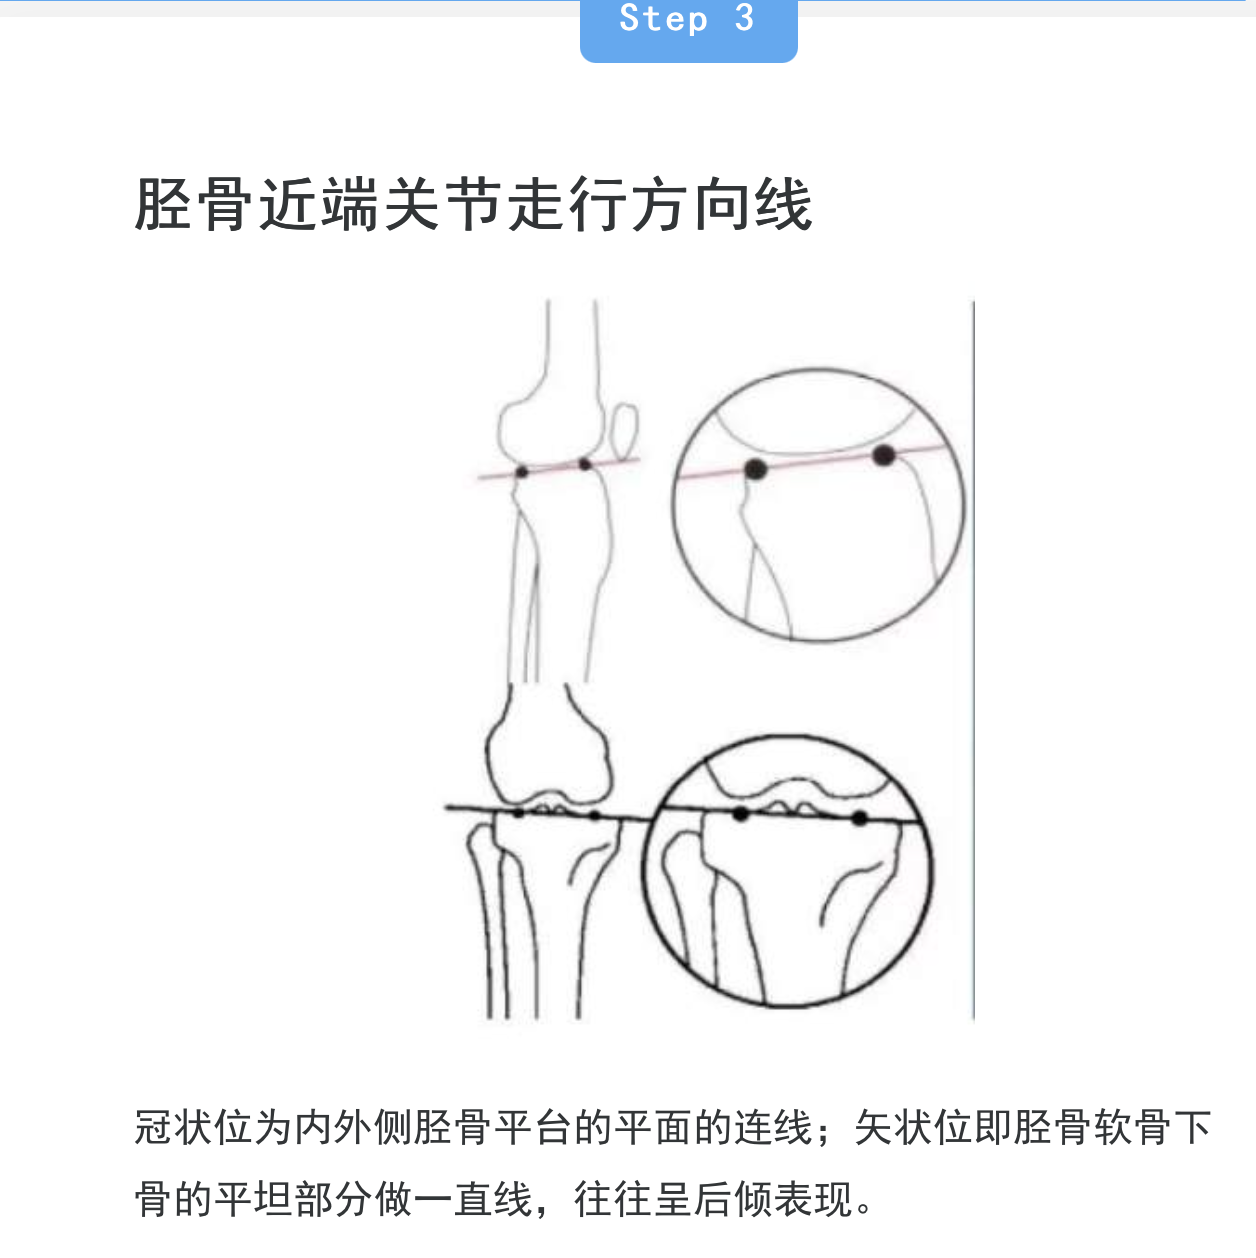 Step 3
胫骨近端关节走行方向线
冠状位为内外侧胫骨平台的平面的连线；矢状位即胫骨软骨下
骨的平坦部分做一直线，往往呈后倾表现。